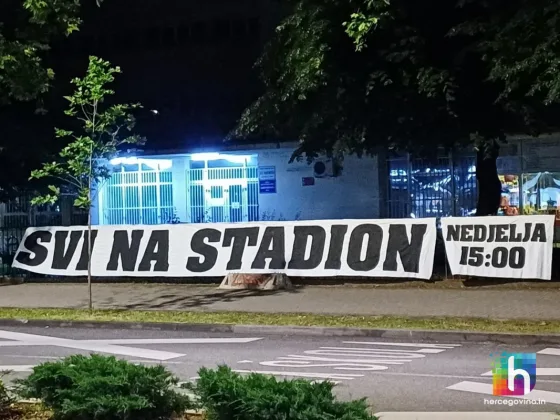 SVI NA STADION
NEDJELJA
15:00
h
hercegovina.in